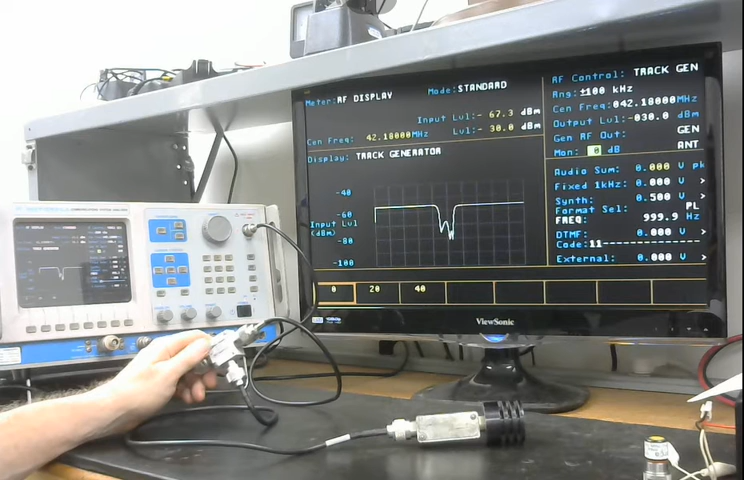 Meter:RF DISPLAY
Mode:STANDARD
Input Lvl:- 67.3 dBm
Cen Freq: 42.18000MHz
Lvl:- 30.0 dBm
Display: TRACK GENERATOR
-40
-60
Input Lvl
(dBm)
-80
-100
0 20 40
RF Control: TRACK GEN
Rng:±100 kHz
Cen Freq:042.18000MHz
Output Lvl:-030.0 dBm
Gen RF Out: GEN
ANT
Mon: 0 dB
Audio Sum: 0.000 V pk
Fixed 1kHz: 0.000 V >
Synth: 0.500 V >
Format Sel: PL
FREQ: 999.9 Hz
DTMF: 0.000 V >
Code:11--------------
External: 0.000 V >
ViewSonic